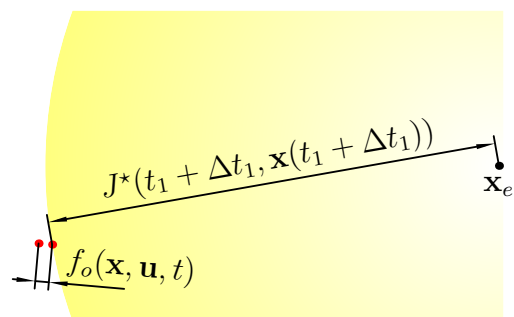 J⋆(t₁ + Δt₁, x(t₁ + Δt₁))
xₑ
fₒ(x, u, t)